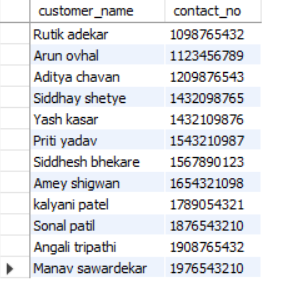 customer_name contact_no
Rutik adekar 1098765432
Arun ovhal 1123456789
Aditya chavan 1209876543
Siddhay shetye 1432098765
Yash kasar 1432109876
Priti yadav 1543210987
Siddhesh bhekare 1567890123
Amey shigwan 1654321098
kalyani patel 1789054321
Sonal patil 1876543210
Angali tripathi 1908765432
Manav sawardekar 1976543210